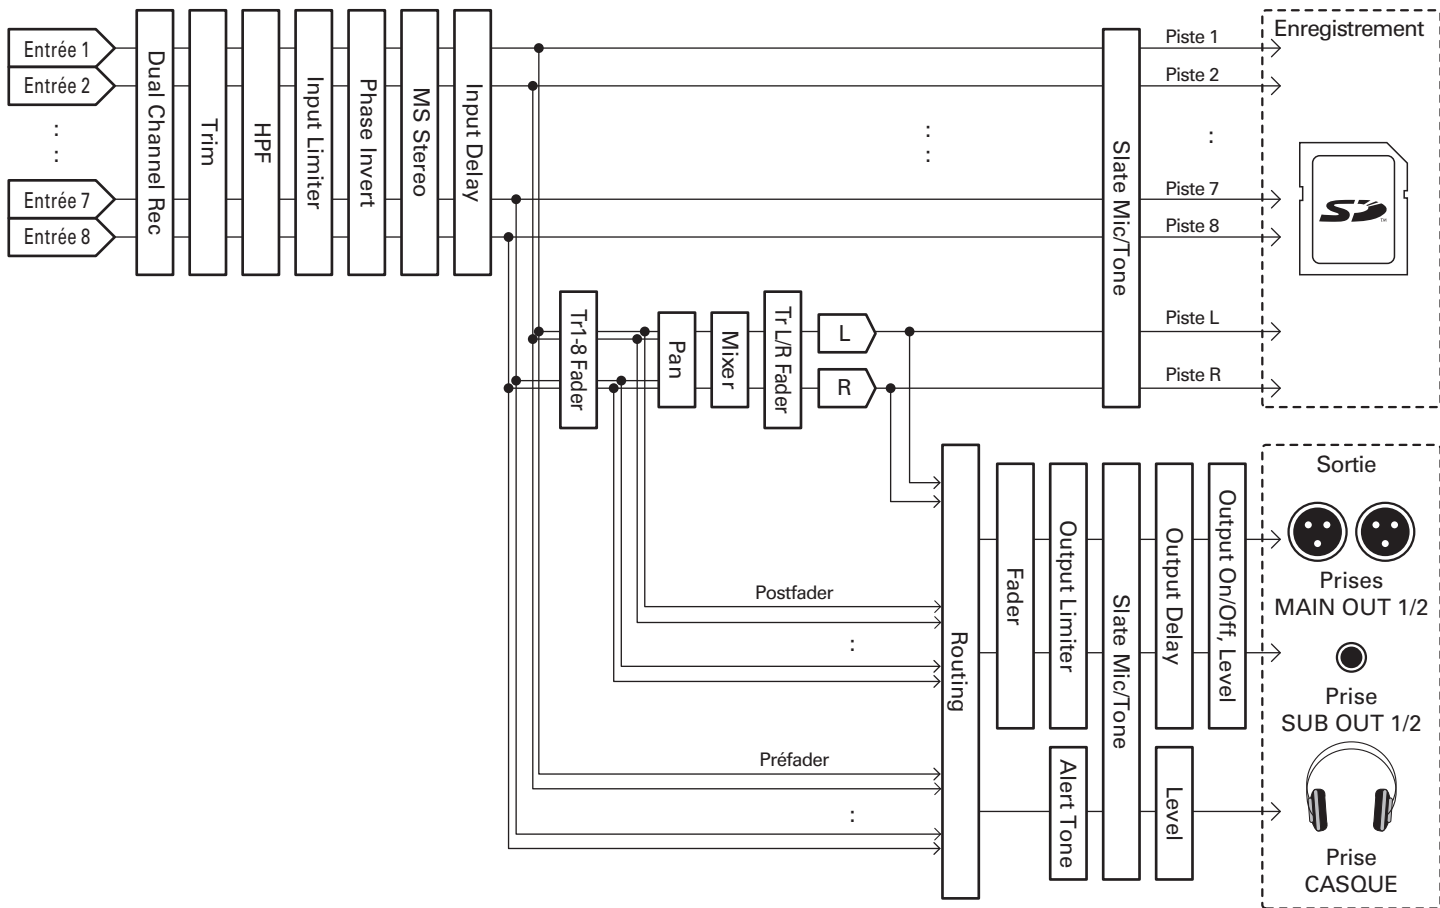 Entrée 1
Entrée 2
:
:
Entrée 7
Entrée 8
Dual Channel Rec
Trim
HPF
Input Limiter
Phase Invert
MS Stereo
Input Delay
:
:
Slate Mic/Tone
Piste 1
Piste 2
:
Piste 7
Piste 8
Piste L
Piste R
Enregistrement
SD
TM
Tr1-8 Fader
Pan
Mixer
Tr L/R Fader
L
R
Postfader
:
Préfader
:
Routing
Fader
Output Limiter
Slate Mic/Tone
Output Delay
Output On/Off, Level
Alert Tone
Level
Sortie
Prises
MAIN OUT 1/2
Prise
SUB OUT 1/2
Prise
CASQUE